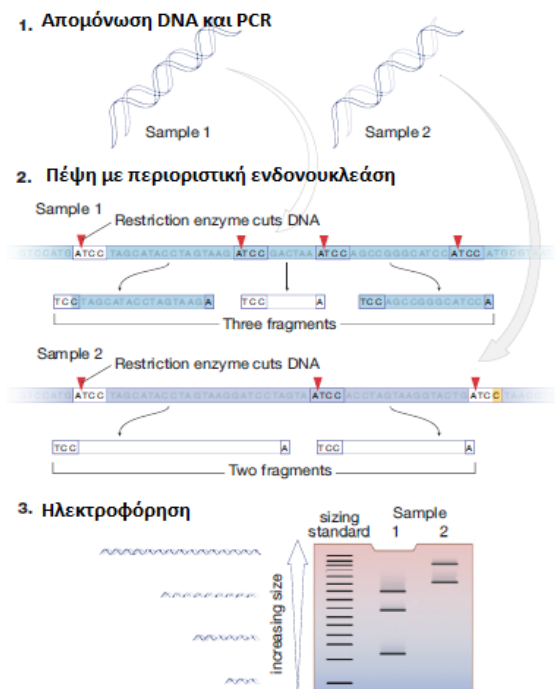 1. Απομόνωση DNA και PCR
Sample 1
Sample 2
2. Πέψη με περιοριστική ενδονουκλεάση
Sample 1
Restriction enzyme cuts DNA
ATCC TAGCATACCTAGTAAG ATCC GACTAA ATCC AGCCGGGCATCC ATCC
TCC TAGCATACCTAGTAAG A
TCC A
TCC AGCCGGGCATCC A
Three fragments
Sample 2
Restriction enzyme cuts DNA
ATCC TAGCATACCTAGTAAGGATCCTAGTA ATCC ACCTAGTAAGGTACTG ATCC
TCC A
TCC A
Two fragments
3. Ηλεκτροφόρηση
sizing standard
Sample
1 2
increasing size